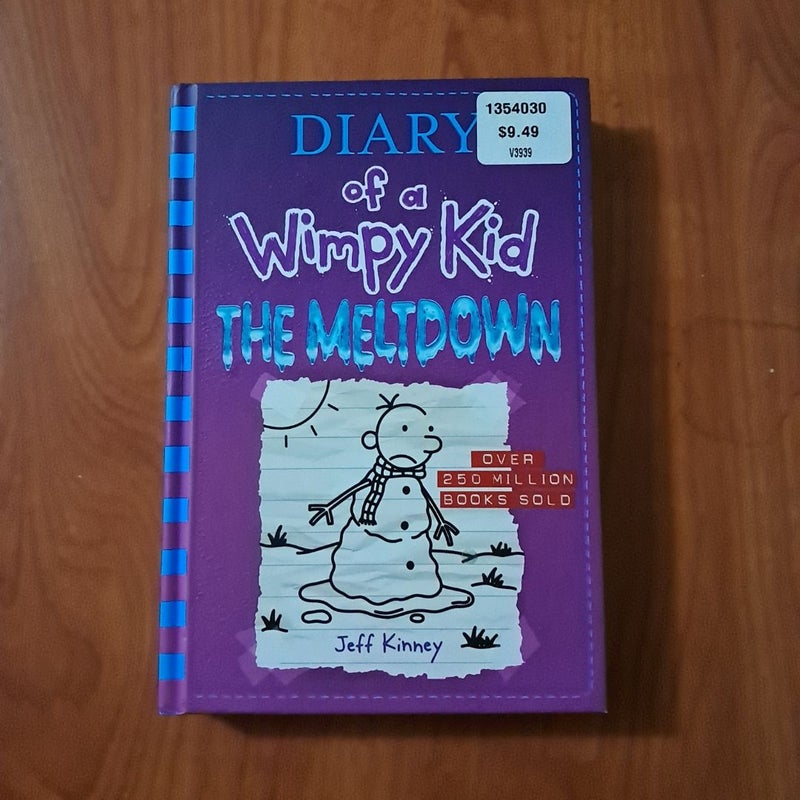 DIARY
1354030
$9.49
V3939
of a
Wimpy Kid
THE MELTDOWN
OVER
250 MILLION
BOOKS SOLD
Jeff Kinney